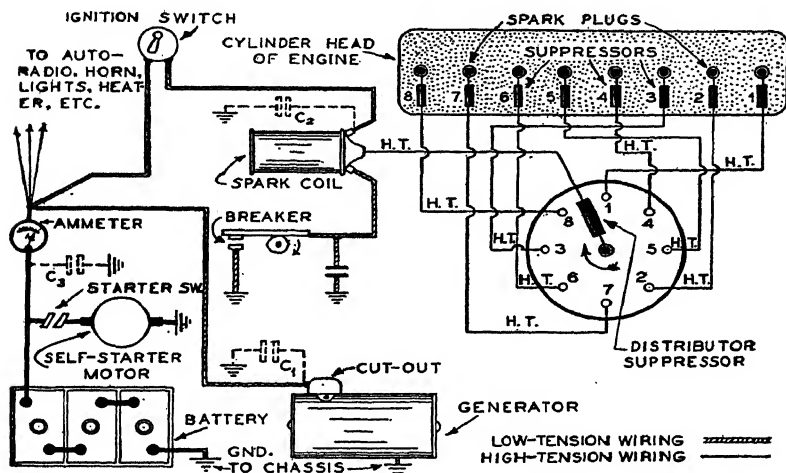 IGNITION SWITCH
TO AUTO-
RADIO, HORN,
LIGHTS, HEAT-
ER, ETC.
CYLINDER HEAD
OF ENGINE
SPARK PLUGS
SUPPRESSORS
8 7 6 5 4 3 2 1
C2
H.T.
SPARK COIL
H.T.
H.T.
H.T.
AMMETER
BREAKER
C3
STARTER SW.
SELF-STARTER
MOTOR
1
8 4
H.T. 3 5 H.T.
H.T. 6 2 H.T.
7
H.T.
DISTRIBUTOR
SUPPRESSOR
C1
CUT-OUT
BATTERY
GENERATOR
GND.
TO CHASSIS
LOW-TENSION WIRING
HIGH-TENSION WIRING